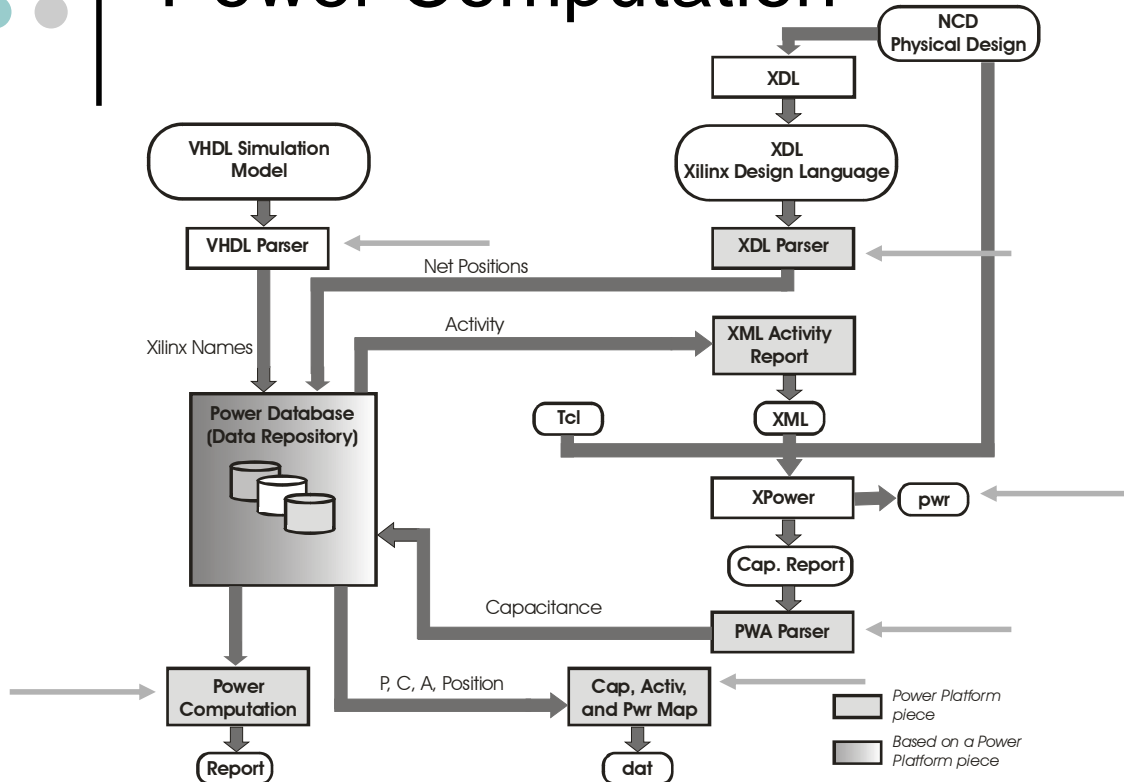 Power Computation
NCD
Physical Design
XDL
XDL
Xilinx Design Language
VHDL Simulation
Model
VHDL Parser
XDL Parser
Net Positions
Activity
XML Activity
Report
Xilinx Names
Power Database
(Data Repository)
Tcl
XML
XPower
pwr
Cap. Report
Capacitance
PWA Parser
Power
Computation
P, C, A, Position
Cap, Activ,
and Pwr Map
Power Platform
piece
Based on a Power
Platform piece
Report
dat